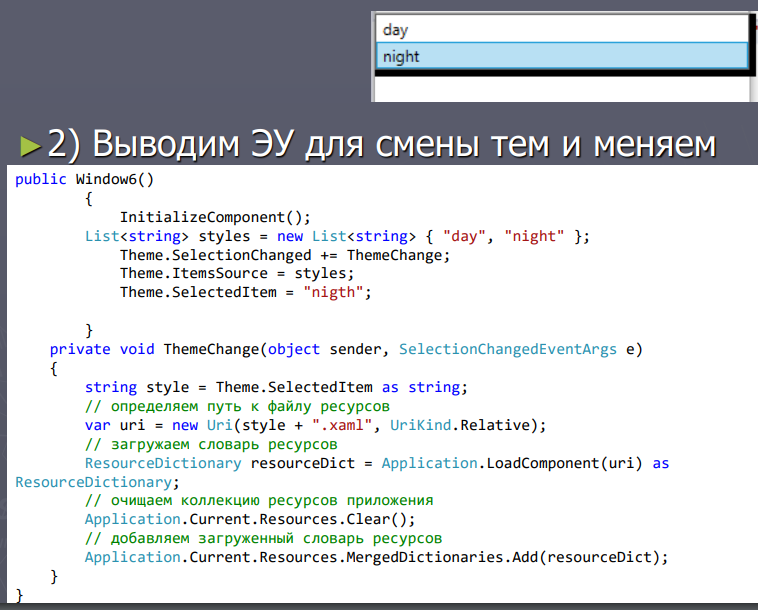 day
night
2) Выводим ЭУ для смены тем и меняем
public Window6()
{
InitializeComponent();
List<string> styles = new List<string> { "day", "night" };
Theme.SelectionChanged += ThemeChange;
Theme.ItemsSource = styles;
Theme.SelectedItem = "nigth";
}
private void ThemeChange(object sender, SelectionChangedEventArgs e)
{
string style = Theme.SelectedItem as string;
// определяем путь к файлу ресурсов
var uri = new Uri(style + ".xaml", UriKind.Relative);
// загружаем словарь ресурсов
ResourceDictionary resourceDict = Application.LoadComponent(uri) as
ResourceDictionary;
// очищаем коллекцию ресурсов приложения
Application.Current.Resources.Clear();
// добавляем загруженный словарь ресурсов
Application.Current.Resources.MergedDictionaries.Add(resourceDict);
}
}